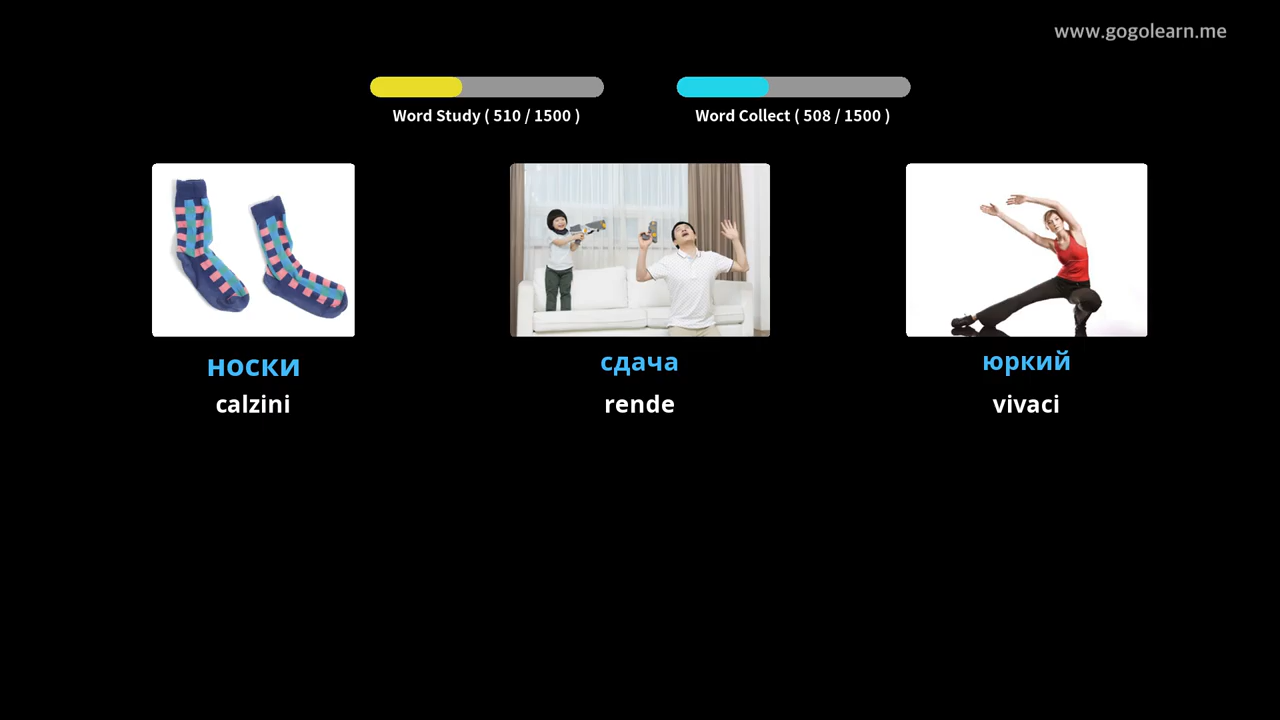 www.gogolearn.me
Word Study ( 510 / 1500 )
Word Collect ( 508 / 1500 )
носки
сдача
юркий
calzini
rende
vivaci